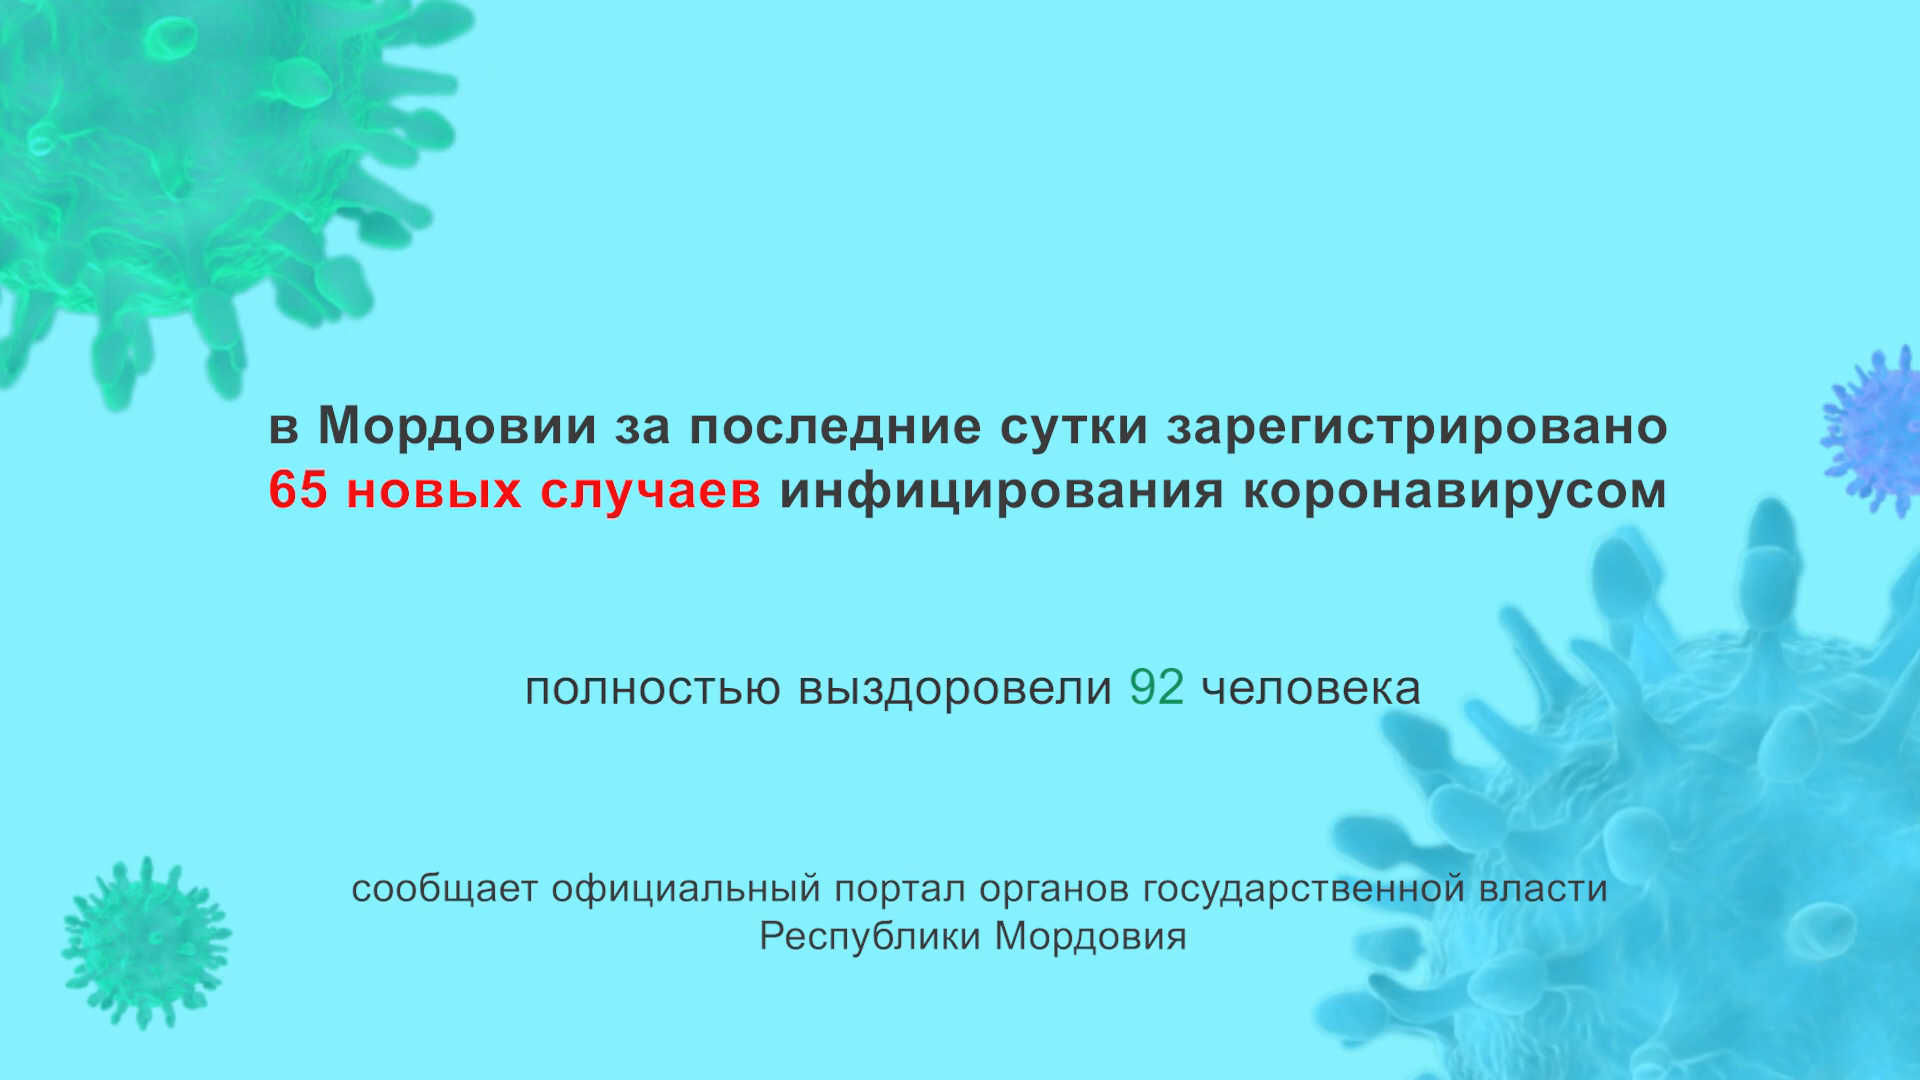 в Мордовии за последние сутки зарегистрировано
65 новых случаев инфицирования коронавирусом
полностью выздоровели 92 человека
сообщает официальный портал органов государственной власти
Республики Мордовия